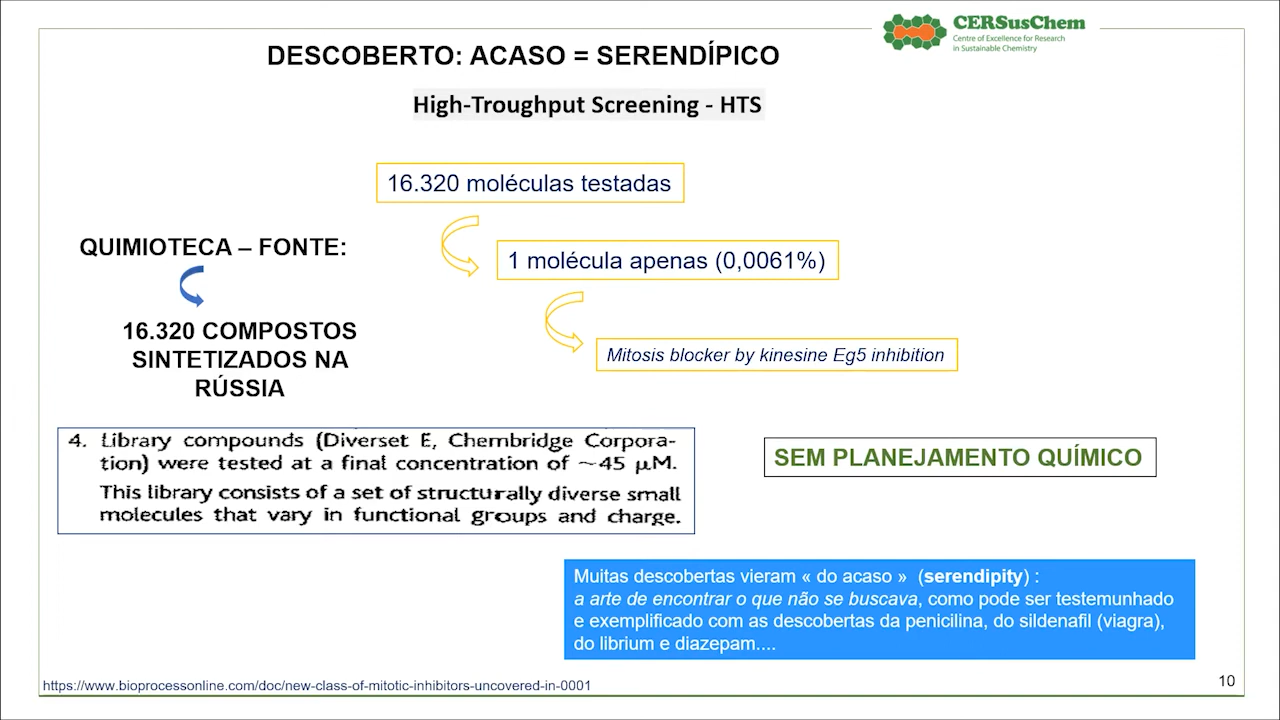 CERSusChem
Centre of Excellence for Research
in Sustainable Chemistry
DESCOBERTO: ACASO = SERENDÍPICO
High-Troughput Screening - HTS
16.320 moléculas testadas
QUIMIOTECA – FONTE:
1 molécula apenas (0,0061%)
16.320 COMPOSTOS
SINTETIZADOS NA
RÚSSIA
Mitosis blocker by kinesine Eg5 inhibition
4. Library compounds (Diverset E, Chembridge Corpora-
tion) were tested at a final concentration of ~45 µM.
This library consists of a set of structurally diverse small
molecules that vary in functional groups and charge.
SEM PLANEJAMENTO QUÍMICO
Muitas descobertas vieram « do acaso » (serendipity) :
a arte de encontrar o que não se buscava, como pode ser testemunhado
e exemplificado com as descobertas da penicilina, do sildenafil (viagra),
do librium e diazepam....
https://www.bioprocessonline.com/doc/new-class-of-mitotic-inhibitors-uncovered-in-0001
10